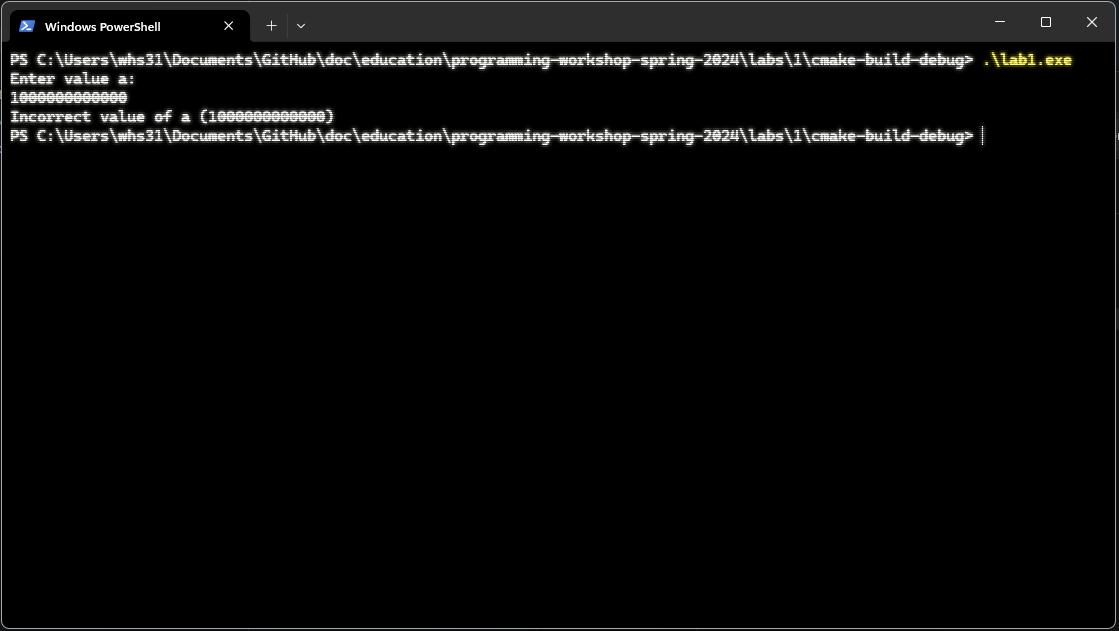 Windows PowerShell
PS C:\Users\whs31\Documents\GitHub\doc\education\programming-workshop-spring-2024\labs\1\cmake-build-debug> .\lab1.exe
Enter value a:
1000000000000
Incorrect value of a (1000000000000)
PS C:\Users\whs31\Documents\GitHub\doc\education\programming-workshop-spring-2024\labs\1\cmake-build-debug>